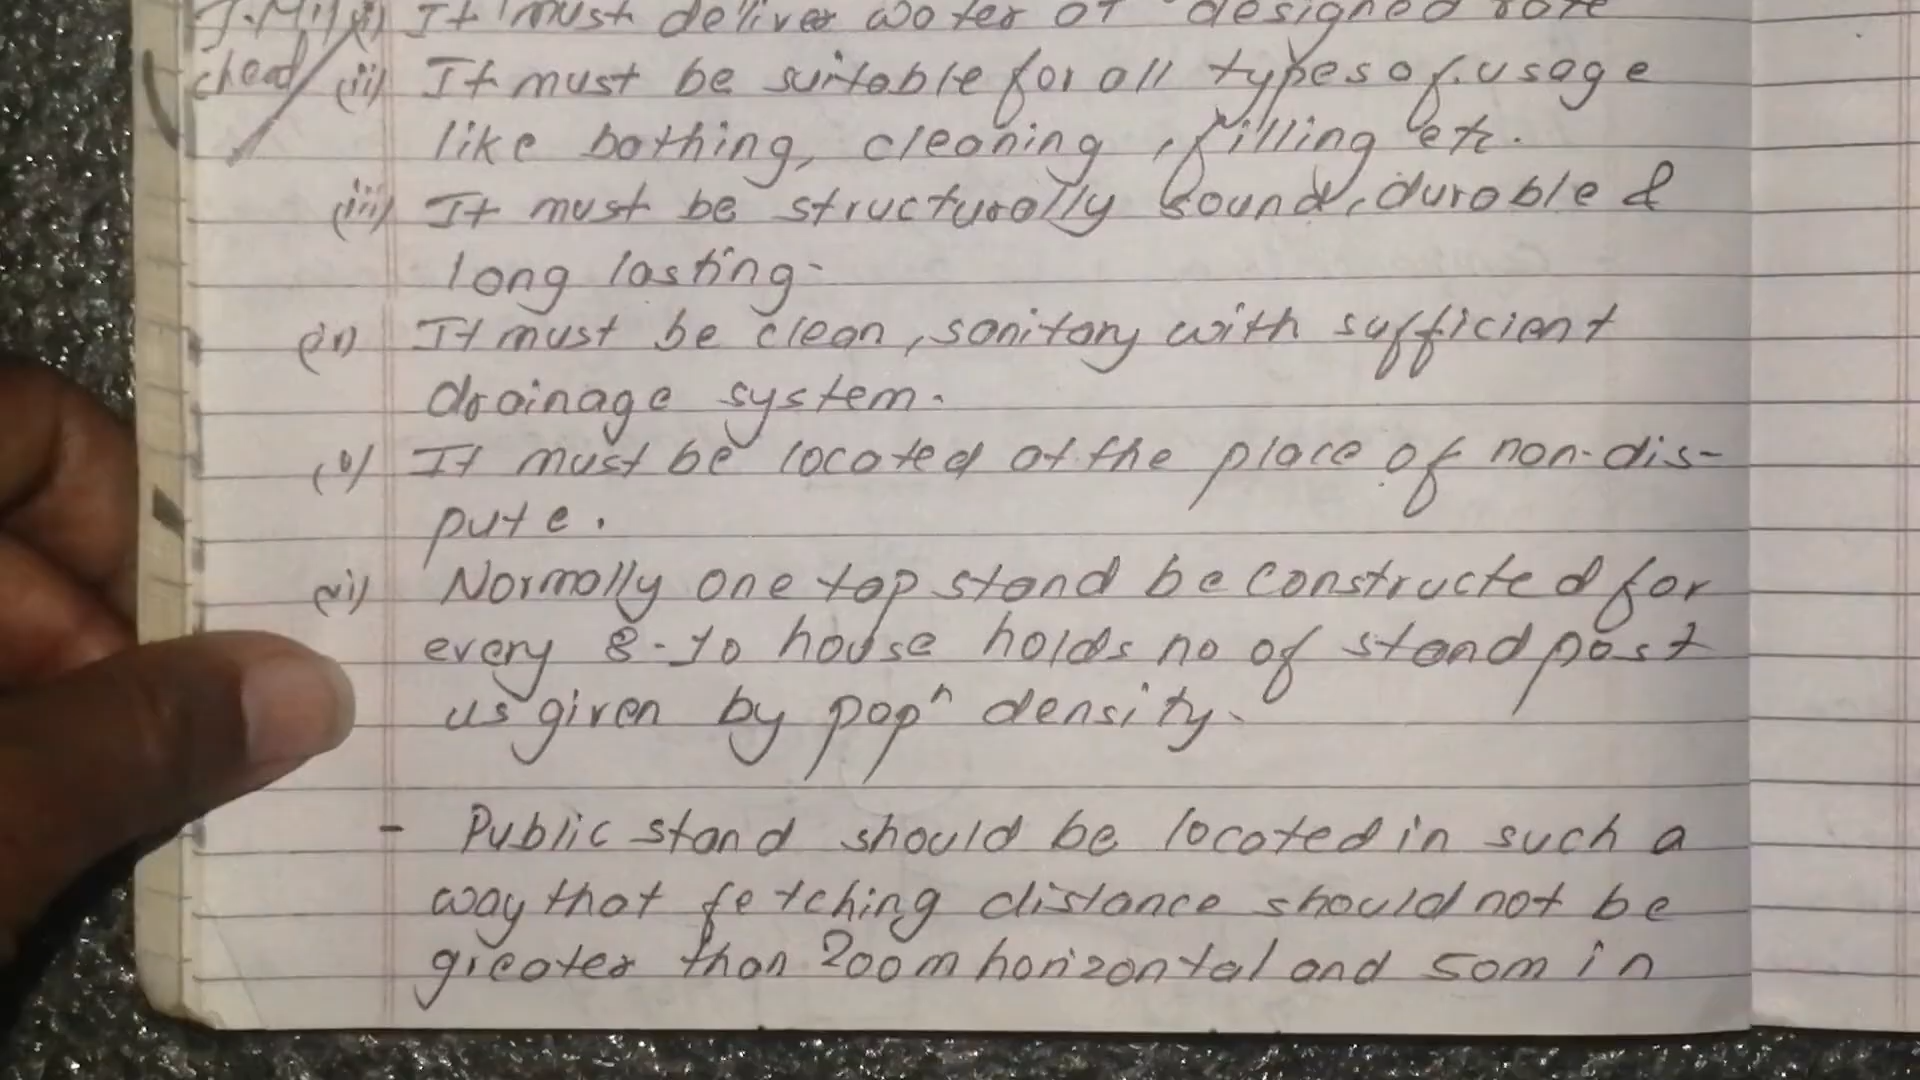 (i) It must deliver water at designed rate
(ii) It must be suitable for all types of usage
like bathing, cleaning, filling etc.
(iii) It must be structurally sound, durable &
long lasting.
(iv) It must be clean, sanitary with sufficient
drainage system.
(v) It must be located at the place of non-dis-
pute.
(vi) Normally one tap stand be constructed for
every 8-10 house holds no of stand post
is given by popⁿ density.
- Public stand should be located in such a
way that fetching distance should not be
greater than 200m horizontal and 50m in